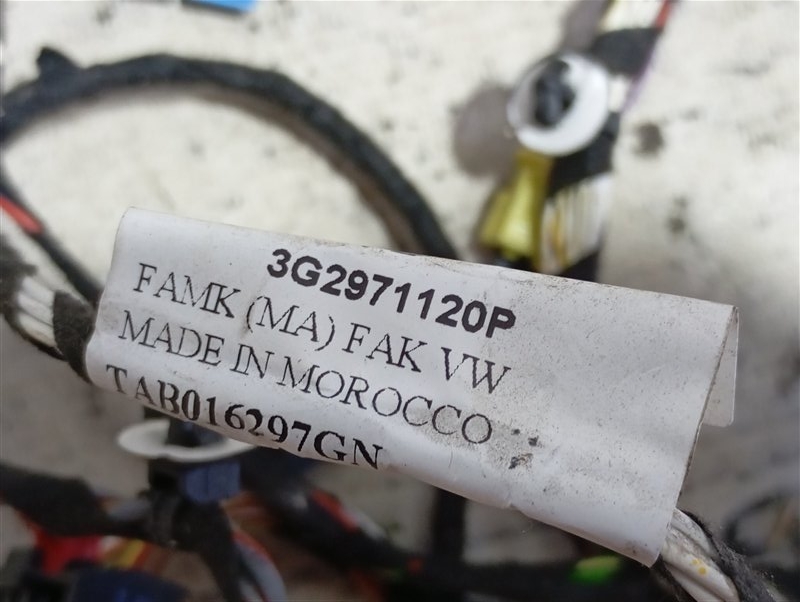 3G2971120P
FAMK (MA) FAK VW
MADE IN MOROCCO
TAB016297GN